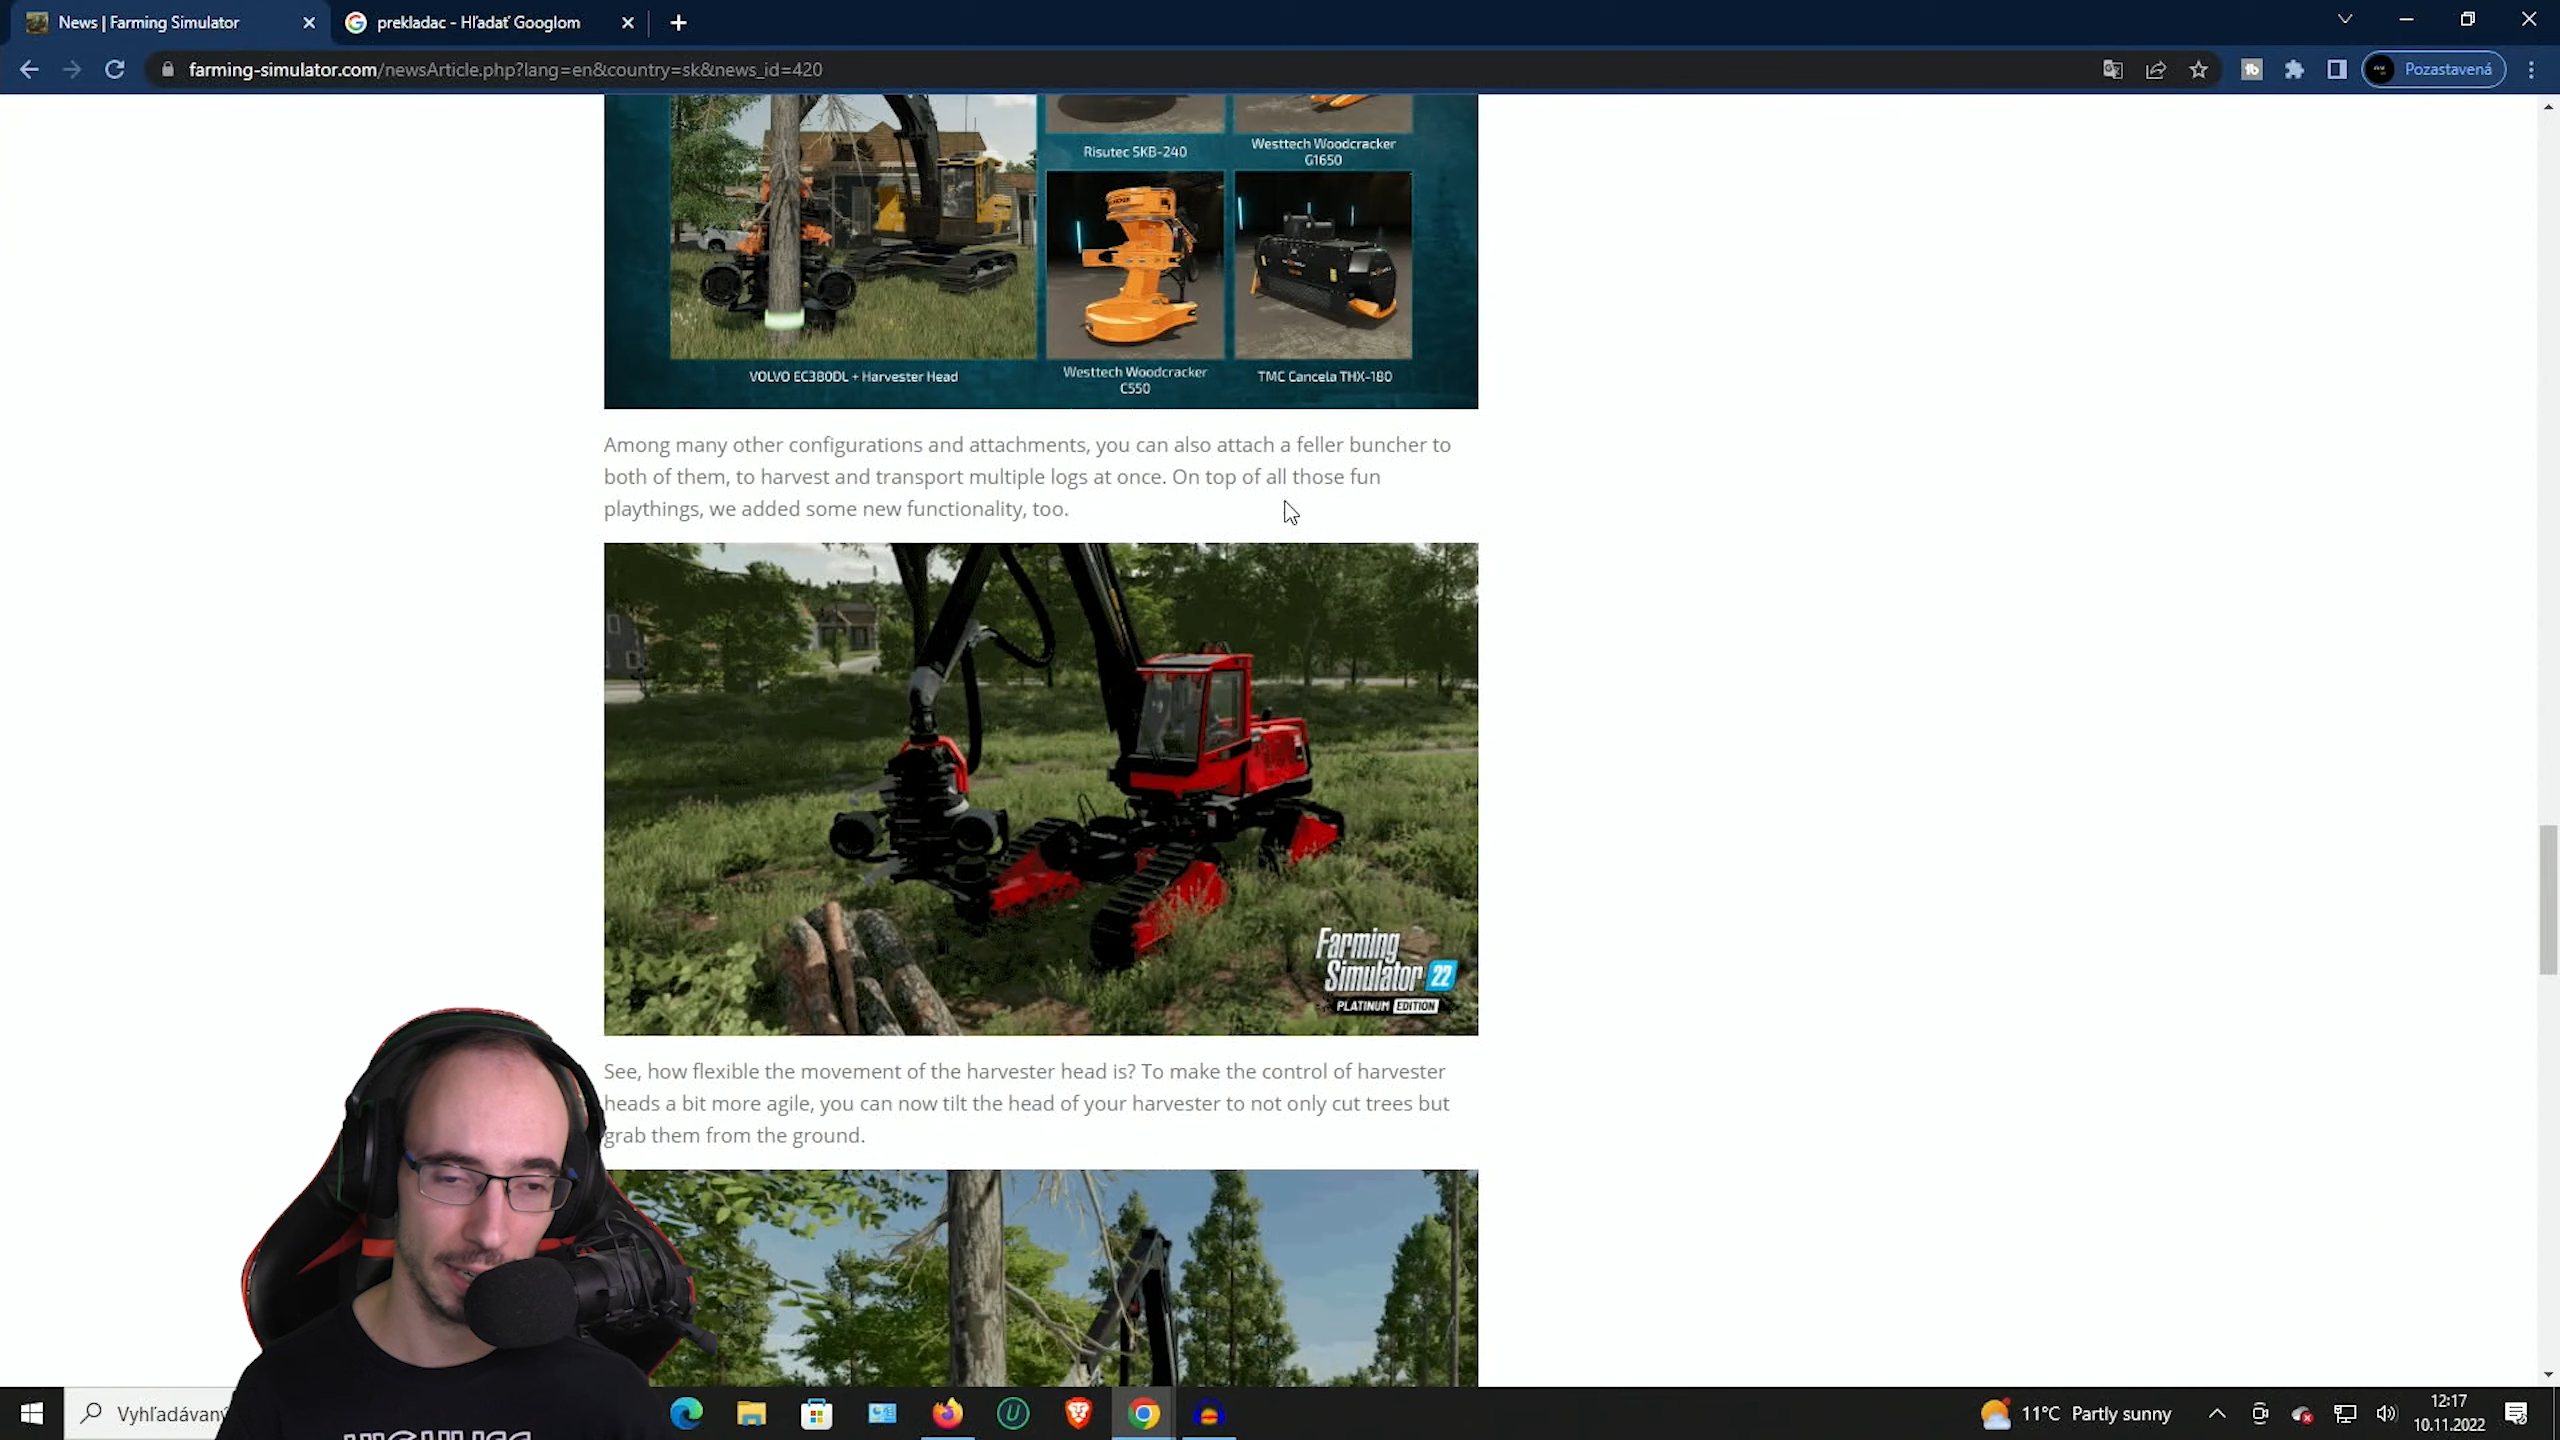 News | Farming Simulator
prekladac - Hľadať Googlom
farming-simulator.com/newsArticle.php?lang=en&country=sk&news_id=420
Pozastavená
Risutec SKB-240
Westtech Woodcracker
G1650
VOLVO EC380DL + Harvester Head
Westtech Woodcracker
C550
TMC Cancela THX-180
Among many other configurations and attachments, you can also attach a feller buncher to
both of them, to harvest and transport multiple logs at once. On top of all those fun
playthings, we added some new functionality, too.
Farming
Simulator 22
PLATINUM EDITION
See, how flexible the movement of the harvester head is? To make the control of harvester
heads a bit more agile, you can now tilt the head of your harvester to not only cut trees but
grab them from the ground.
11°C Partly sunny
12:17
10.11.2022